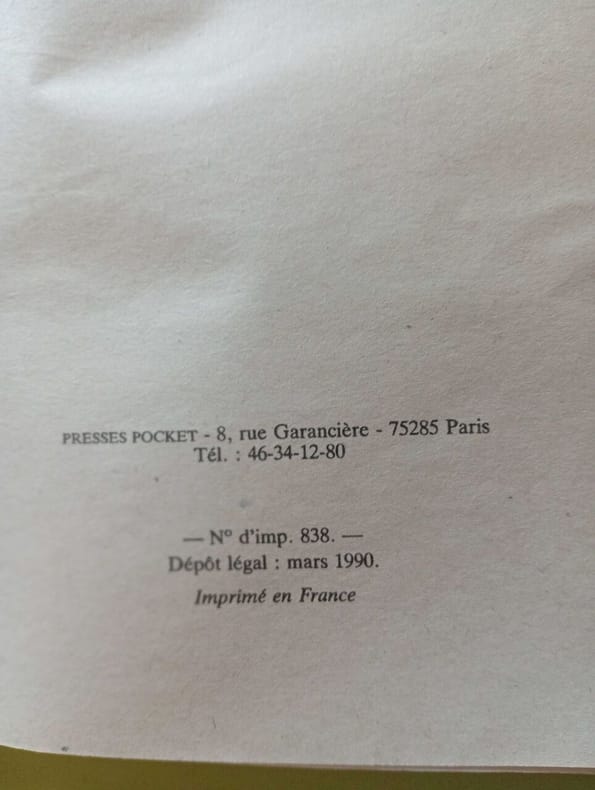 PRESSES POCKET - 8, rue Garancière - 75285 Paris
Tél. : 46-34-12-80
— N° d'imp. 838. —
Dépôt légal : mars 1990.
Imprimé en France